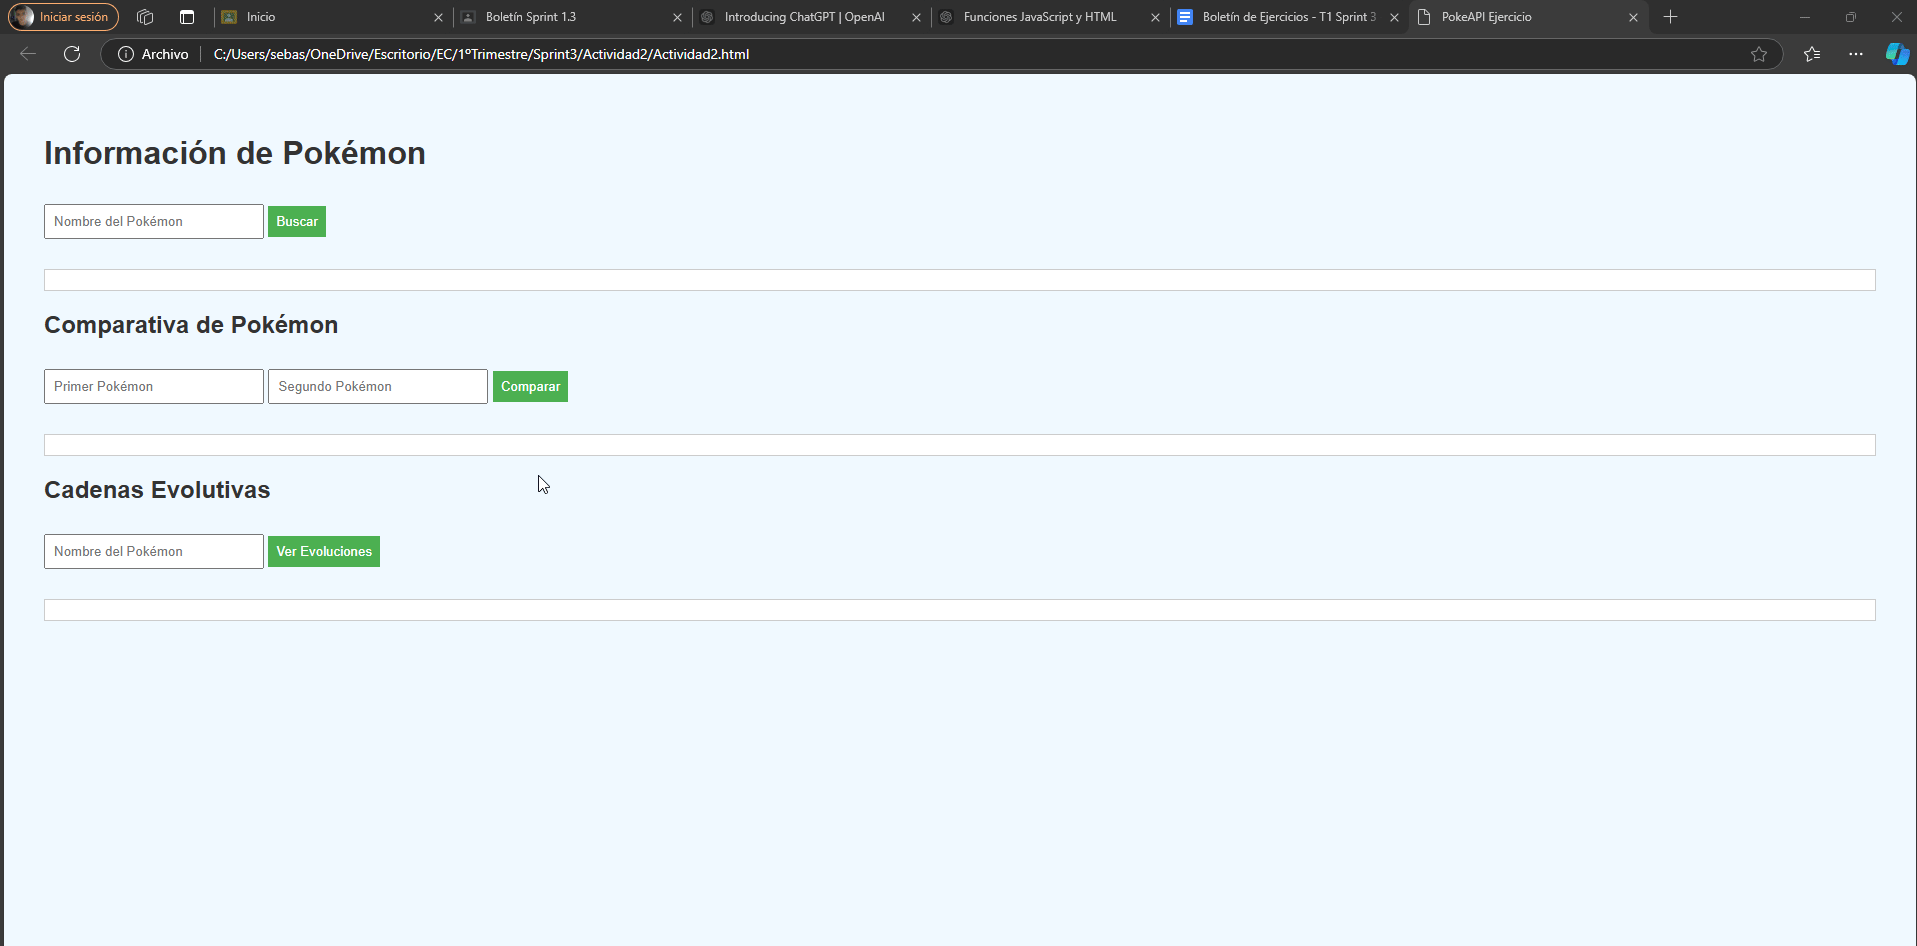 Iniciar sesión
Inicio
Boletín Sprint 1.3
Introducing ChatGPT | OpenAI
Funciones JavaScript y HTML
Boletín de Ejercicios - T1 Sprint 3
PokeAPI Ejercicio
Archivo
C:/Users/sebas/OneDrive/Escritorio/EC/1ºTrimestre/Sprint3/Actividad2/Actividad2.html
Información de Pokémon
Nombre del Pokémon Buscar
Comparativa de Pokémon
Primer Pokémon Segundo Pokémon Comparar
Cadenas Evolutivas
Nombre del Pokémon Ver Evoluciones